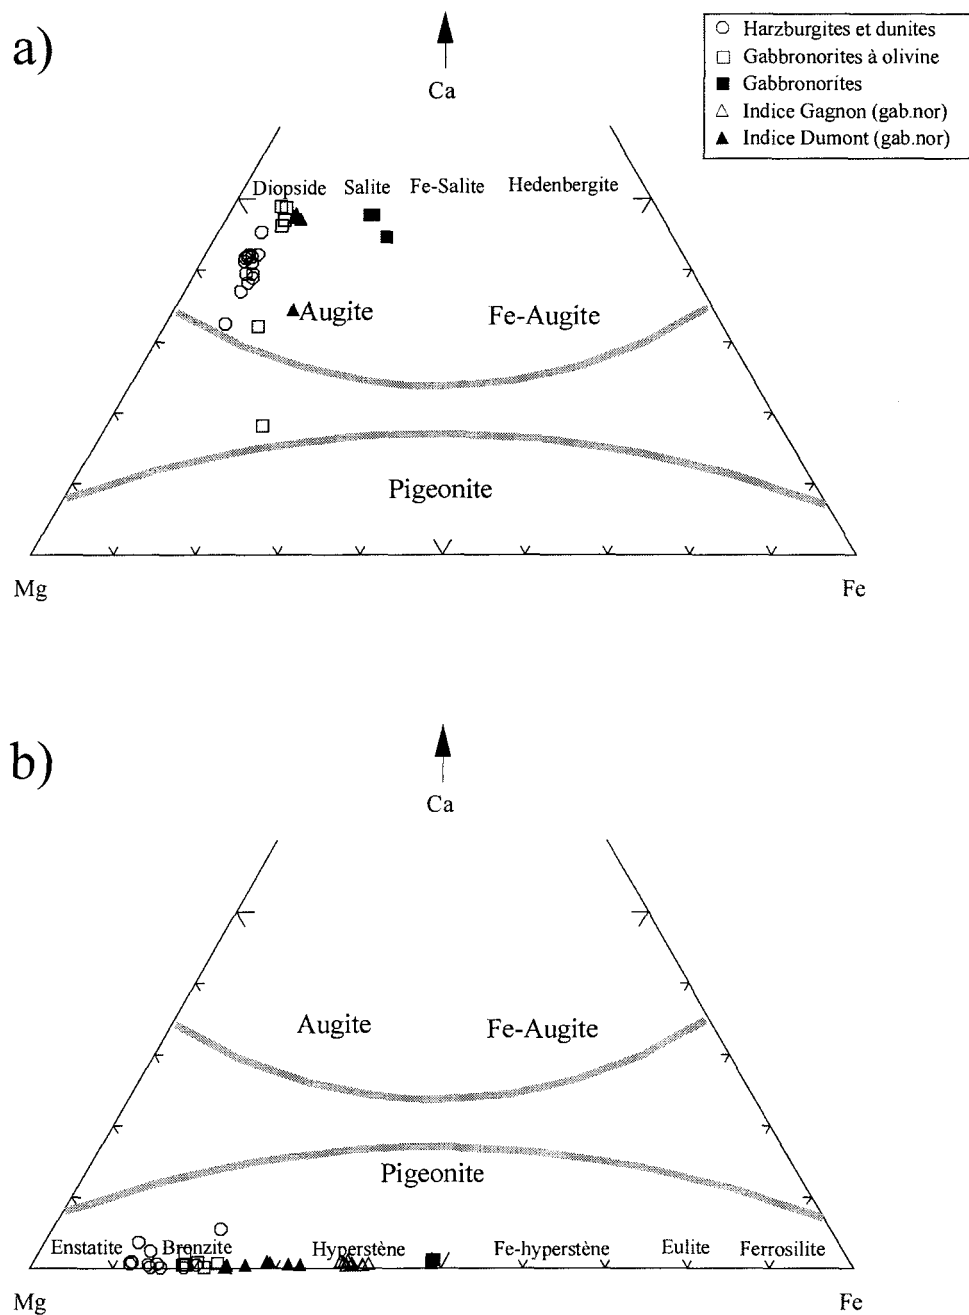 a)
Ca
Harzburgites et dunites
Gabbronorites à olivine
Gabbronorites
Indice Gagnon (gab.nor)
Indice Dumont (gab.nor)
Diopside Salite Fe-Salite Hedenbergite
Augite Fe-Augite
Pigeonite
Mg Fe
b)
Ca
Augite Fe-Augite
Pigeonite
Enstatite Bronzite Hyperstène Fe-hyperstène Eulite Ferrosilite
Mg Fe